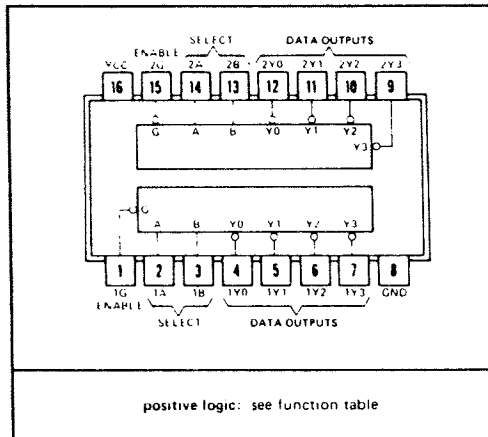 SELECT DATA OUTPUTS
ENABLE
VCC 2G 2A 2B 2Y0 2Y1 2Y2 2Y3
16 15 14 13 12 11 10 9
G A B Y0 Y1 Y2
Y3
G
A B Y0 Y1 Y2 Y3
1 2 3 4 5 6 7 8
1G 1A 1B 1Y0 1Y1 1Y2 1Y3 GND
ENABLE
SELECT DATA OUTPUTS
positive logic: see function table